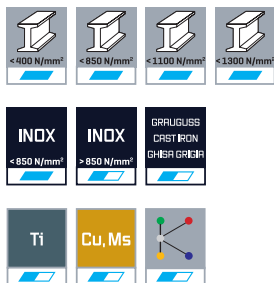 <400 N/mm²
<850 N/mm²
<1100 N/mm²
<1300 N/mm²
INOX
<850 N/mm²
INOX
>850 N/mm²
GRAUGUSS
CAST IRON
GHISA GRIGIA
Ti
Cu, Ms